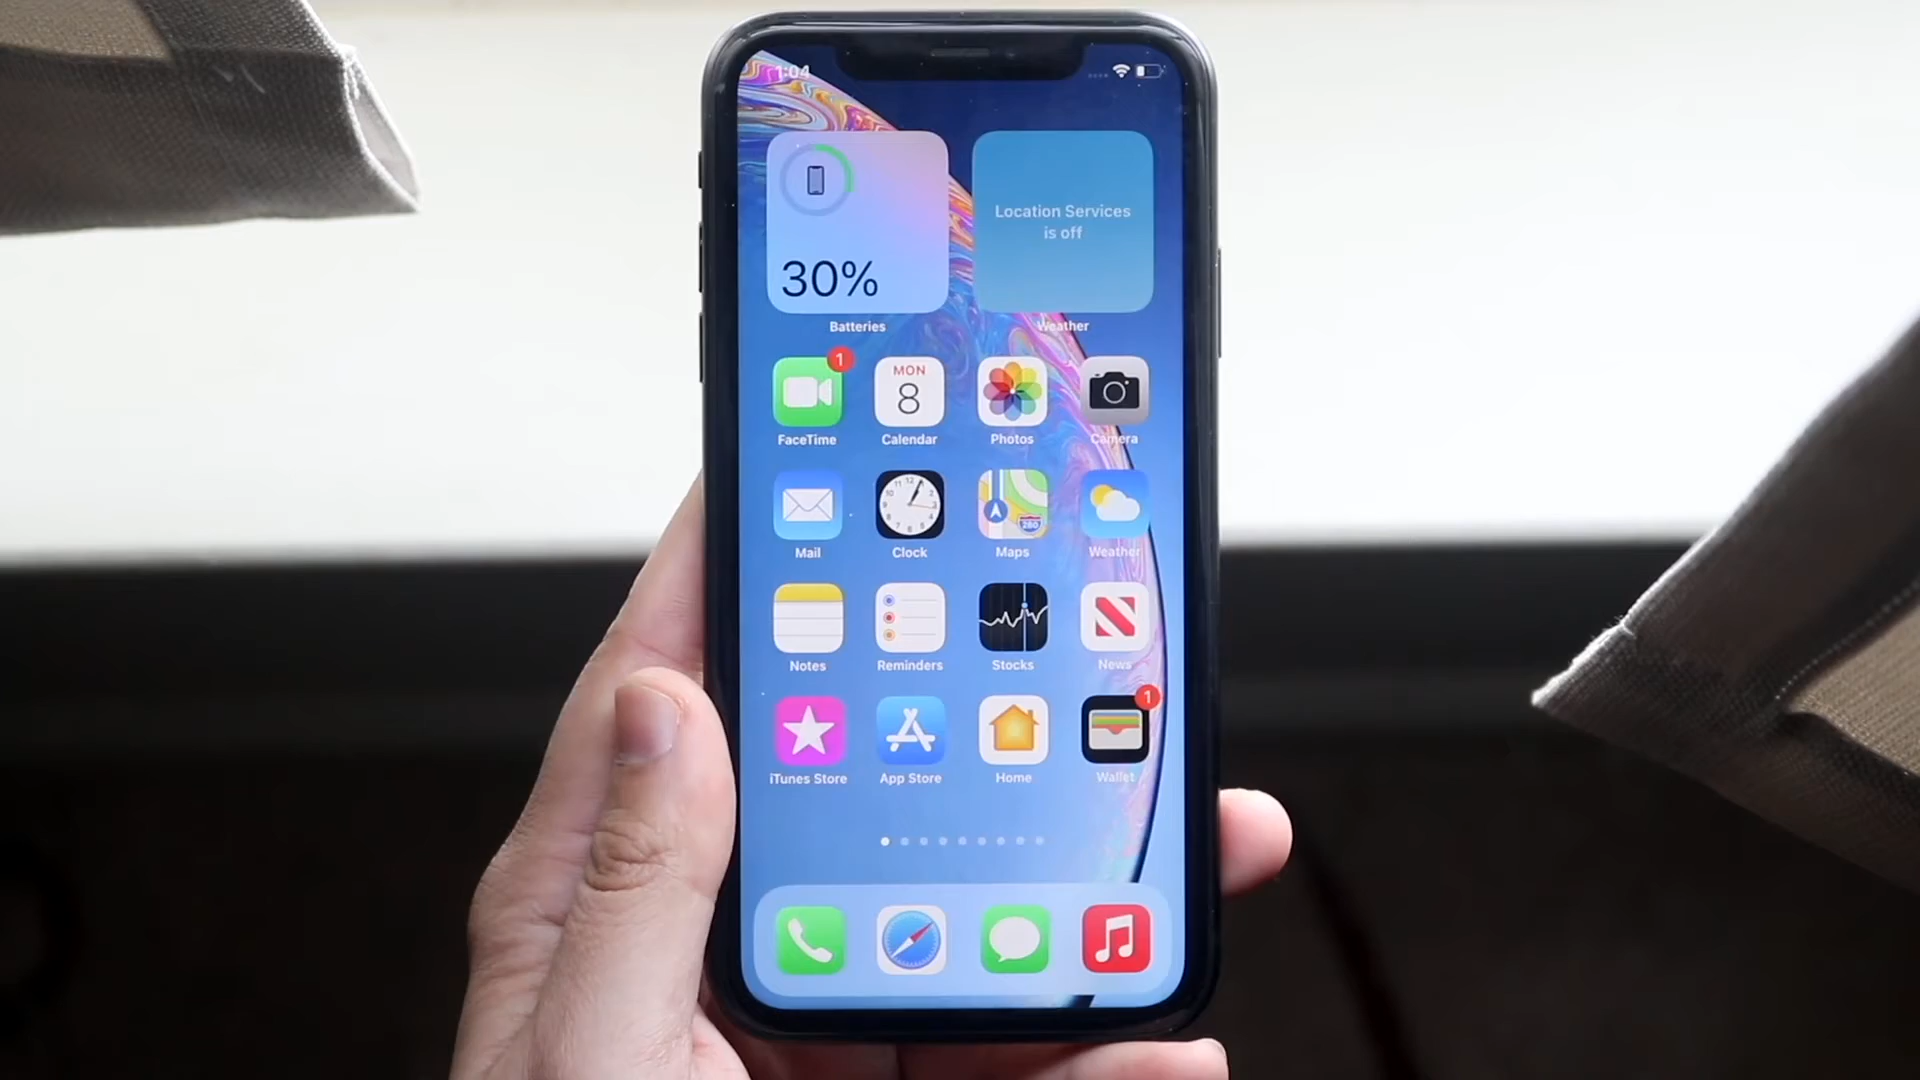 1:04
Location Services
is off
30%
Batteries
Weather
1
MON
8
FaceTime
Calendar
Photos
Camera
280
Mail
Clock
Maps
Weather
Notes
Reminders
Stocks
News
1
iTunes Store
App Store
Home
Wallet